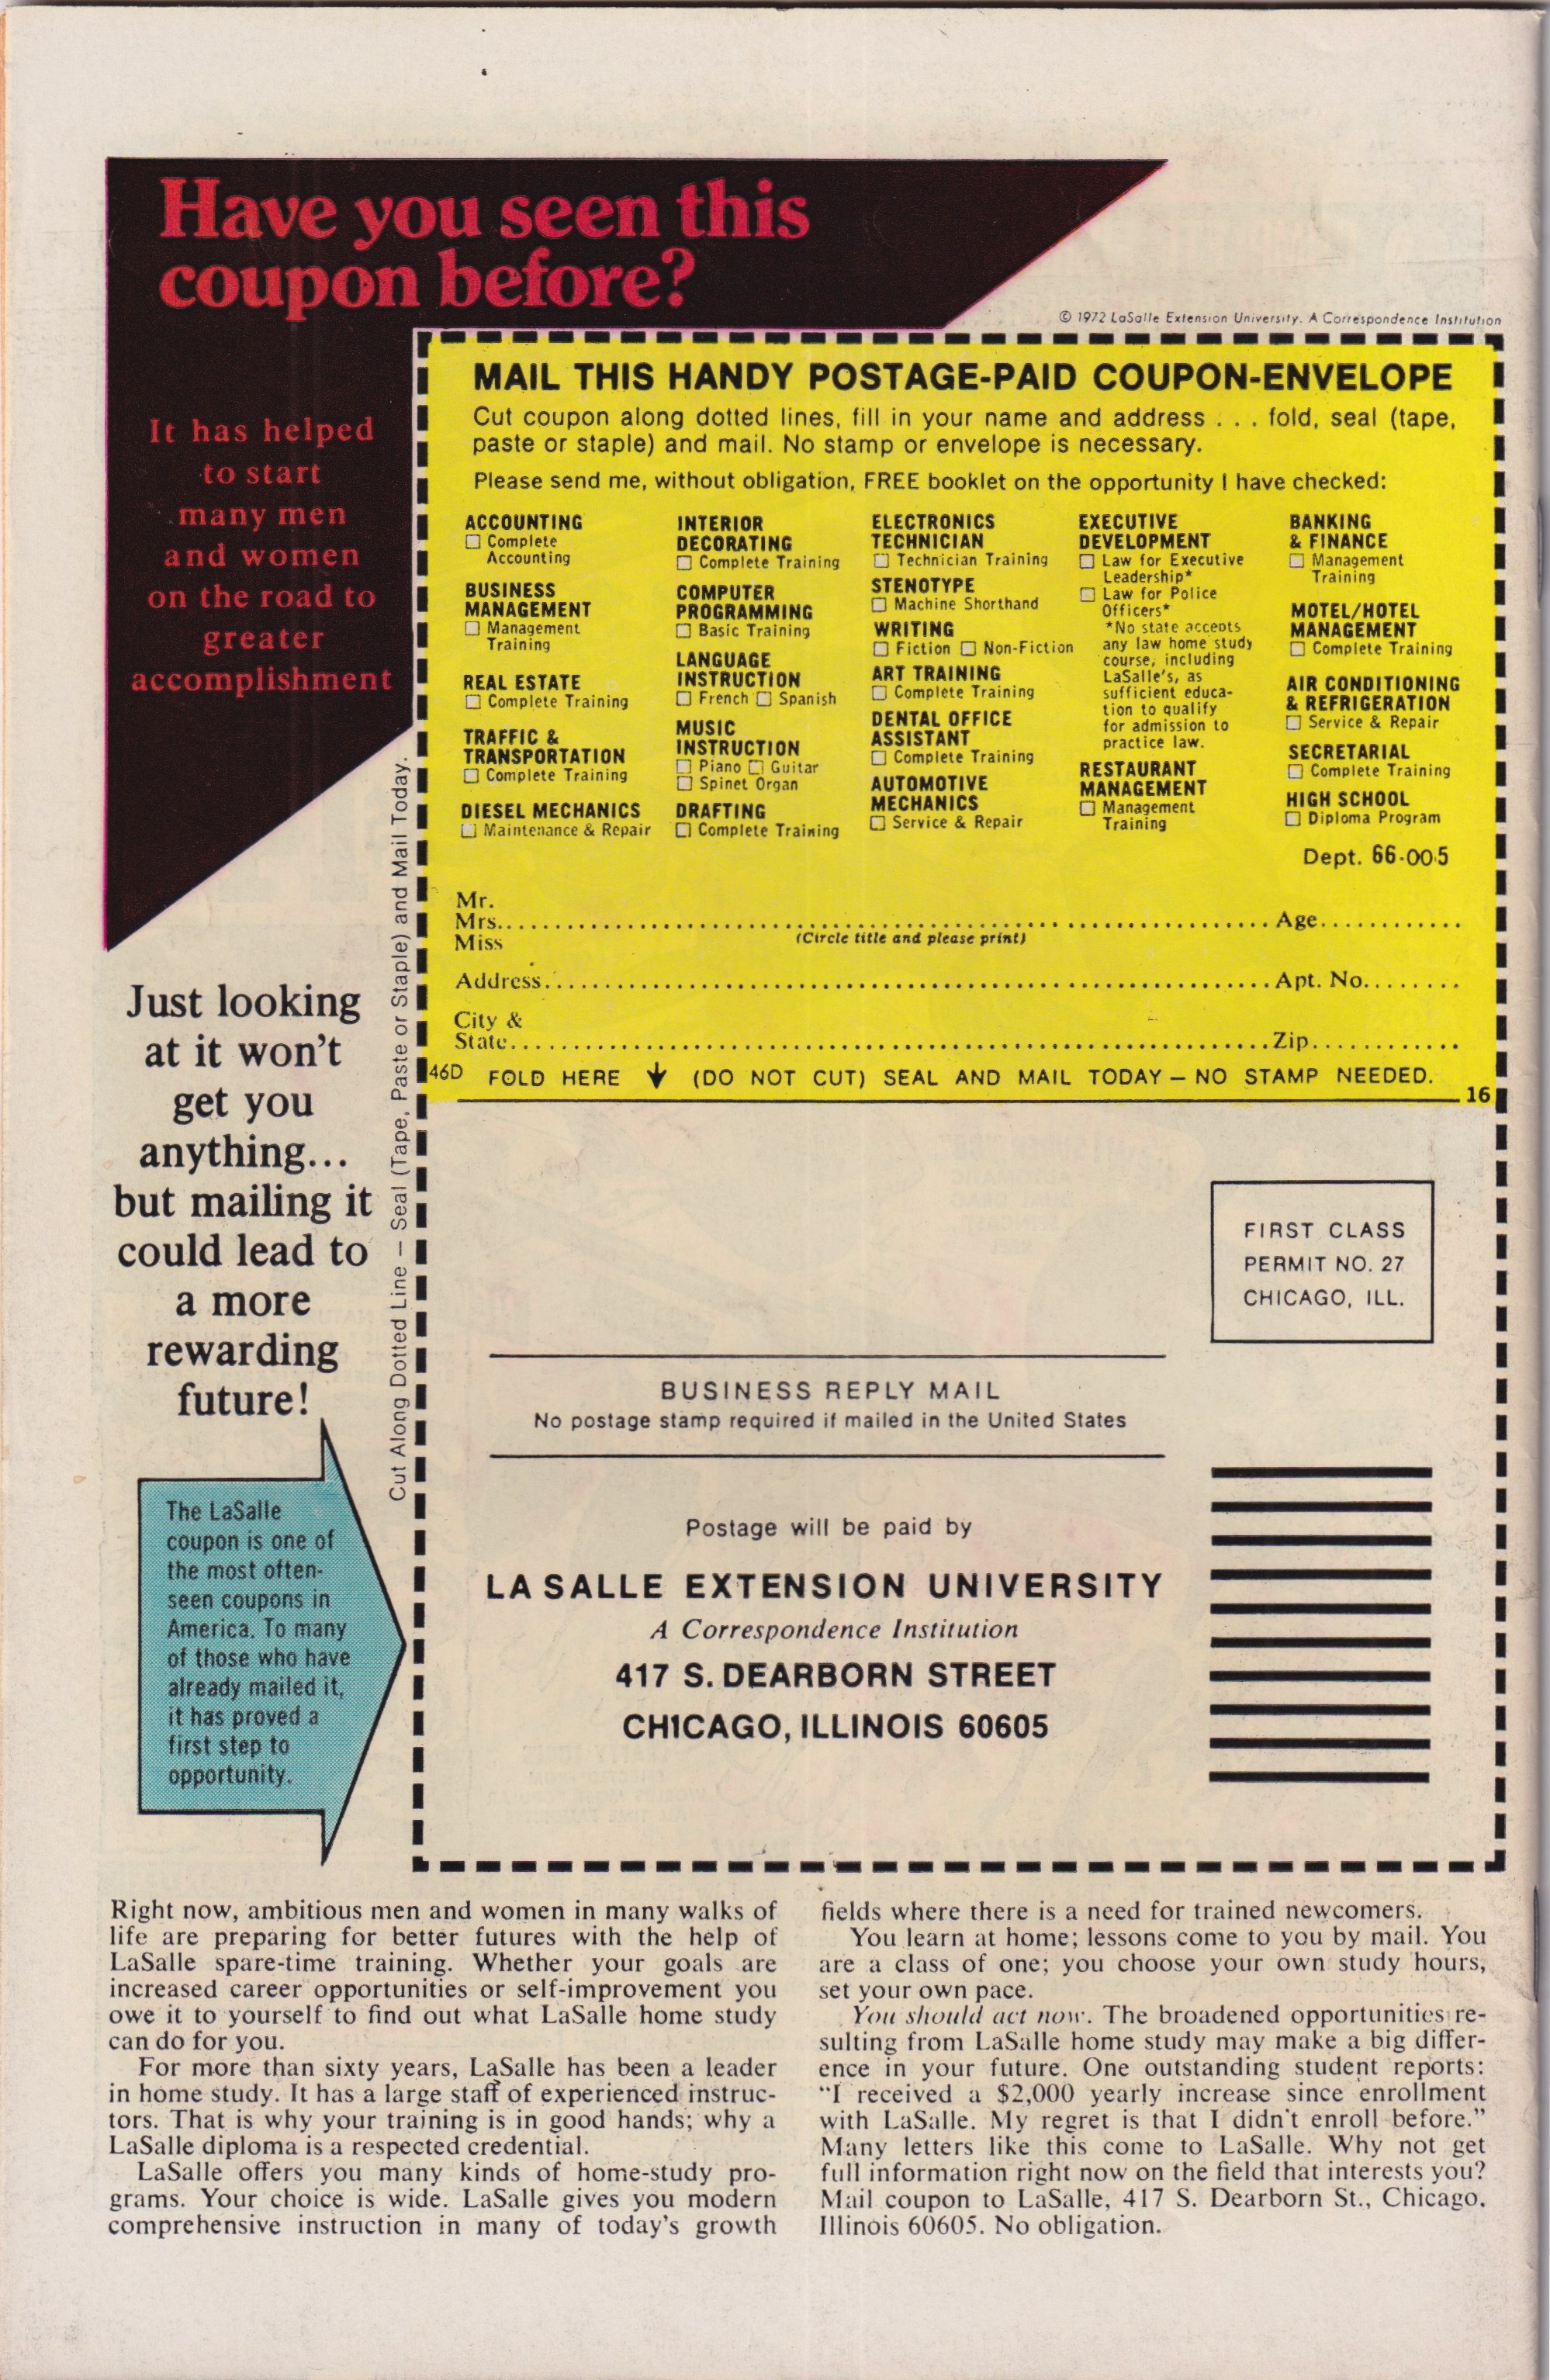 Have you seen this
coupon before?
© 1972 LaSalle Extension University. A Correspondence Institution
It has helped
to start
many men
and women
on the road to
greater
accomplishment
Just looking
at it won't
get you
anything...
but mailing it
could lead to
a more
rewarding
future!
The LaSalle
coupon is one of
the most often-
seen coupons in
America. To many
of those who have
already mailed it,
it has proved a
first step to
opportunity.
Cut Along Dotted Line — Seal (Tape, Paste or Staple) and Mail Today.
MAIL THIS HANDY POSTAGE-PAID COUPON-ENVELOPE
Cut coupon along dotted lines, fill in your name and address . . . fold, seal (tape,
paste or staple) and mail. No stamp or envelope is necessary.
Please send me, without obligation, FREE booklet on the opportunity I have checked:
ACCOUNTING
☐ Complete
Accounting
BUSINESS
MANAGEMENT
☐ Management
Training
REAL ESTATE
☐ Complete Training
TRAFFIC &
TRANSPORTATION
☐ Complete Training
DIESEL MECHANICS
☐ Maintenance & Repair
INTERIOR
DECORATING
☐ Complete Training
COMPUTER
PROGRAMMING
☐ Basic Training
LANGUAGE
INSTRUCTION
☐ French ☐ Spanish
MUSIC
INSTRUCTION
☐ Piano ☐ Guitar
☐ Spinet Organ
DRAFTING
☐ Complete Training
ELECTRONICS
TECHNICIAN
☐ Technician Training
STENOTYPE
☐ Machine Shorthand
WRITING
☐ Fiction ☐ Non-Fiction
ART TRAINING
☐ Complete Training
DENTAL OFFICE
ASSISTANT
☐ Complete Training
AUTOMOTIVE
MECHANICS
☐ Service & Repair
EXECUTIVE
DEVELOPMENT
☐ Law for Executive
Leadership*
☐ Law for Police
Officers*
*No state accepts
any law home study
course, including
LaSalle's, as
sufficient educa-
tion to qualify
for admission to
practice law.
RESTAURANT
MANAGEMENT
☐ Management
Training
BANKING
& FINANCE
☐ Management
Training
MOTEL/HOTEL
MANAGEMENT
☐ Complete Training
AIR CONDITIONING
& REFRIGERATION
☐ Service & Repair
SECRETARIAL
☐ Complete Training
HIGH SCHOOL
☐ Diploma Program
Dept. 66-005
Mr.
Mrs.......... Age..........
Miss (Circle title and please print)
Address.......... Apt. No..........
City &
State.......... Zip..........
46D FOLD HERE ↓ (DO NOT CUT) SEAL AND MAIL TODAY — NO STAMP NEEDED.
16
FIRST CLASS
PERMIT NO. 27
CHICAGO, ILL.
BUSINESS REPLY MAIL
No postage stamp required if mailed in the United States
Postage will be paid by
LA SALLE EXTENSION UNIVERSITY
A Correspondence Institution
417 S. DEARBORN STREET
CHICAGO, ILLINOIS 60605
Right now, ambitious men and women in many walks of
life are preparing for better futures with the help of
LaSalle spare-time training. Whether your goals are
increased career opportunities or self-improvement you
owe it to yourself to find out what LaSalle home study
can do for you.
For more than sixty years, LaSalle has been a leader
in home study. It has a large staff of experienced instruc-
tors. That is why your training is in good hands; why a
LaSalle diploma is a respected credential.
LaSalle offers you many kinds of home-study pro-
grams. Your choice is wide. LaSalle gives you modern
comprehensive instruction in many of today's growth
fields where there is a need for trained newcomers.
You learn at home; lessons come to you by mail. You
are a class of one; you choose your own study hours,
set your own pace.
You should act now. The broadened opportunities re-
sulting from LaSalle home study may make a big differ-
ence in your future. One outstanding student reports:
"I received a $2,000 yearly increase since enrollment
with LaSalle. My regret is that I didn't enroll before."
Many letters like this come to LaSalle. Why not get
full information right now on the field that interests you?
Mail coupon to LaSalle, 417 S. Dearborn St., Chicago,
Illinois 60605. No obligation.